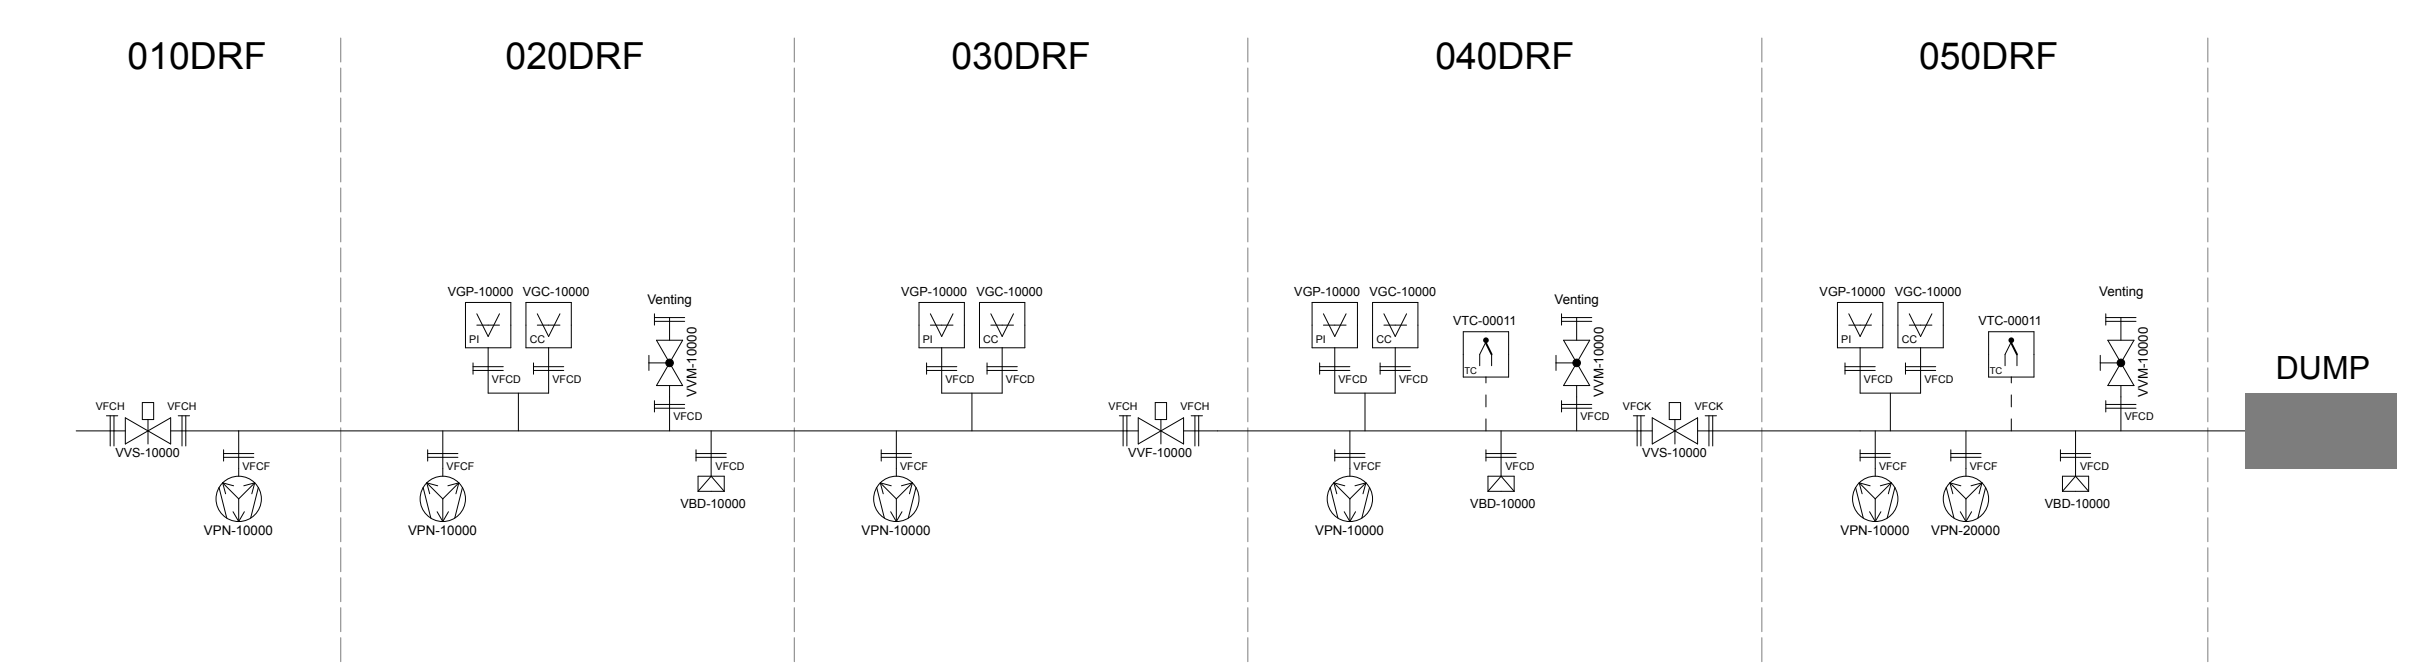 010DRF
020DRF
030DRF
040DRF
050DRF
VFCH
VFCH
VVS-10000
VFCF
VPN-10000
VGP-10000 VGC-10000
PI
CC
VFCD
VFCD
Venting
VVM-10000
VFCD
VFCF
VPN-10000
VFCD
VBD-10000
VGP-10000 VGC-10000
PI
CC
VFCD
VFCD
VFCF
VPN-10000
VFCH
VFCH
VVF-10000
VGP-10000 VGC-10000
PI
CC
VFCD
VFCD
VTC-00011
TC
Venting
VVM-10000
VFCD
VFCF
VPN-10000
VFCD
VBD-10000
VFCK
VFCK
VVS-10000
VGP-10000 VGC-10000
PI
CC
VFCD
VFCD
VTC-00011
TC
Venting
VVM-10000
VFCD
VFCF
VPN-10000
VFCF
VPN-20000
VFCD
VBD-10000
DUMP